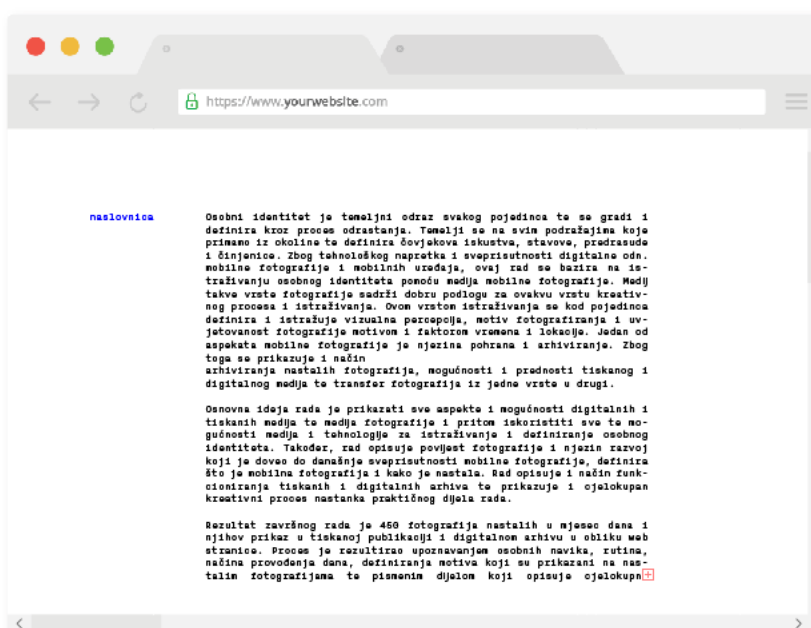 https://www.yourwebsite.com
naslovnica
Osobni identitet je temeljni odraz svakog pojedinca te se gradi i
definira kroz proces odrastanja. Temelji se na svim podražajima koje
primamo iz okoline te definira čovjekova iskustva, stavove, predrasude
i činjenice. Zbog tehnološkog napretka i sveprisutnosti digitalne odn.
mobilne fotografije i mobilnih uređaja, ovaj rad se bazira na is-
traživanju osobnog identiteta pomoću medija mobilne fotografije. Medij
takve vrste fotografije sadrži dobru podlogu za ovakvu vrstu kreativ-
nog procesa i istraživanja. Ovom vrstom istraživanja se kod pojedinca
definira i istražuje vizualna percepcija, motiv fotografiranja i uv-
jetovanost fotografije motivom i faktorom vremena i lokacije. Jedan od
aspekata mobilne fotografije je njezina pohrana i arhiviranje. Zbog
toga se prikazuje i način
arhiviranja nastalih fotografija, mogućnosti i prednosti tiskanog i
digitalnog medija te transfer fotografija iz jedne vrste u drugi.
Osnovna ideja rada je prikazati sve aspekte i mogućnosti digitalnih i
tiskanih medija te medija fotografije i pritom iskoristiti sve te mo-
gućnosti medija i tehnologije za istraživanje i definiranje osobnog
identiteta. Također, rad opisuje povijest fotografije i njezin razvoj
koji je doveo do današnje sveprisutnosti mobilne fotografije, definira
što je mobilna fotografija i kako je nastala. Rad opisuje i način funk-
cioniranja tiskanih i digitalnih arhiva te prikazuje i cjelokupan
kreativni proces nastanka praktičnog dijela rada.
Rezultat završnog rada je 450 fotografija nastalih u mjesec dana i
njihov prikaz u tiskanoj publikaciji i digitalnom arhivu u obliku web
stranice. Proces je rezultirao upoznavanjem osobnih navika, rutina,
načina provođenja dana, definiranja motiva koji su prikazani na nas-
talim fotografijama te pismenim dijelom koji opisuje cjelokupn